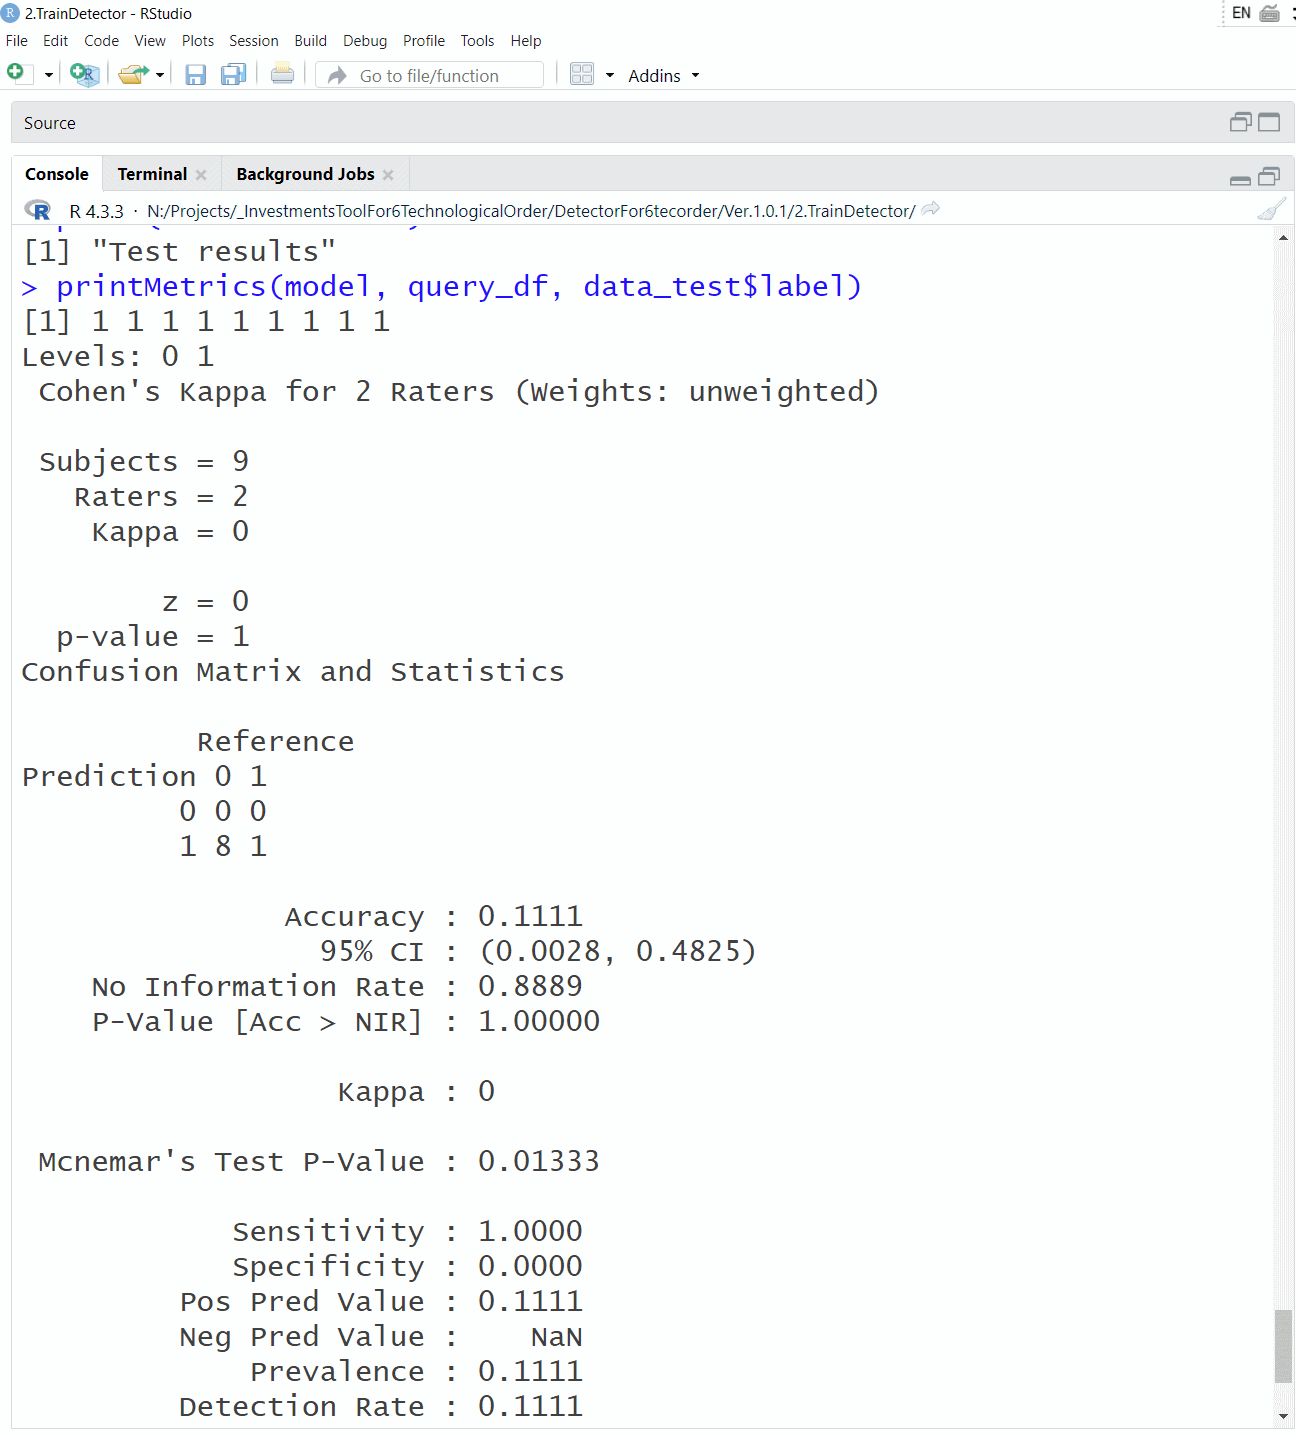 2.TrainDetector - RStudio
EN
File Edit Code View Plots Session Build Debug Profile Tools Help
Go to file/function Addins
Source
Console Terminal Background Jobs
R 4.3.3 · N:/Projects/_InvestmentsToolFor6TechnologicalOrder/DetectorFor6tecorder/Ver.1.0.1/2.TrainDetector/
[1] "Test results"
> printMetrics(model, query_df, data_test$label)
[1] 1 1 1 1 1 1 1 1 1
Levels: 0 1
Cohen's Kappa for 2 Raters (Weights: unweighted)
Subjects = 9
Raters = 2
Kappa = 0
z = 0
p-value = 1
Confusion Matrix and Statistics
Reference
Prediction 0 1
0 0 0
1 8 1
Accuracy : 0.1111
95% CI : (0.0028, 0.4825)
No Information Rate : 0.8889
P-Value [Acc > NIR] : 1.00000
Kappa : 0
Mcnemar's Test P-Value : 0.01333
Sensitivity : 1.0000
Specificity : 0.0000
Pos Pred Value : 0.1111
Neg Pred Value : NaN
Prevalence : 0.1111
Detection Rate : 0.1111